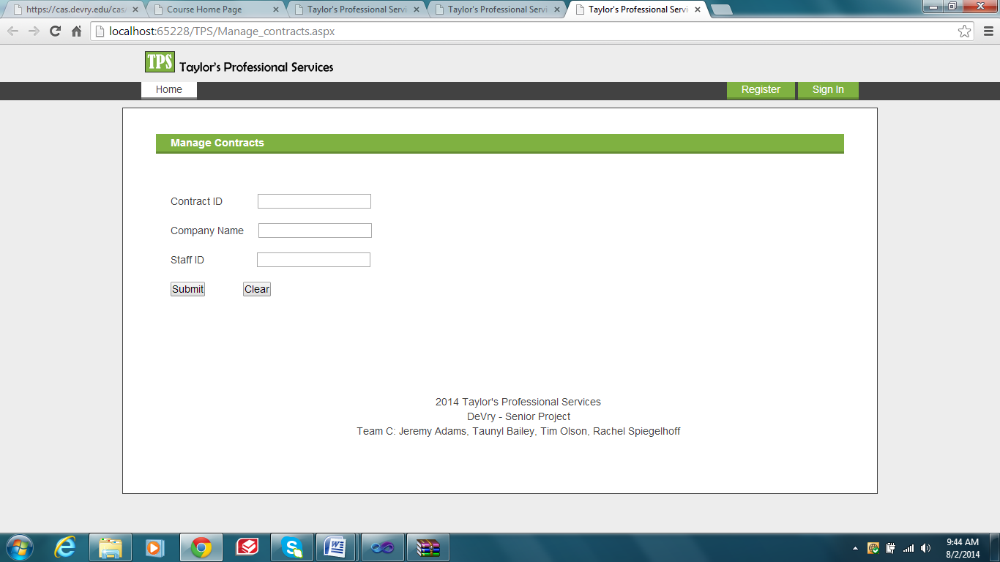 https://cas.devry.edu/cas Course Home Page Taylor's Professional Servi Taylor's Professional Servi Taylor's Professional Servi
localhost:65228/TPS/Manage_contracts.aspx
TPS Taylor's Professional Services
Home Register Sign In
Manage Contracts
Contract ID
Company Name
Staff ID
Submit Clear
2014 Taylor's Professional Services
DeVry - Senior Project
Team C: Jeremy Adams, Taunyl Bailey, Tim Olson, Rachel Spiegelhoff
9:44 AM
8/2/2014